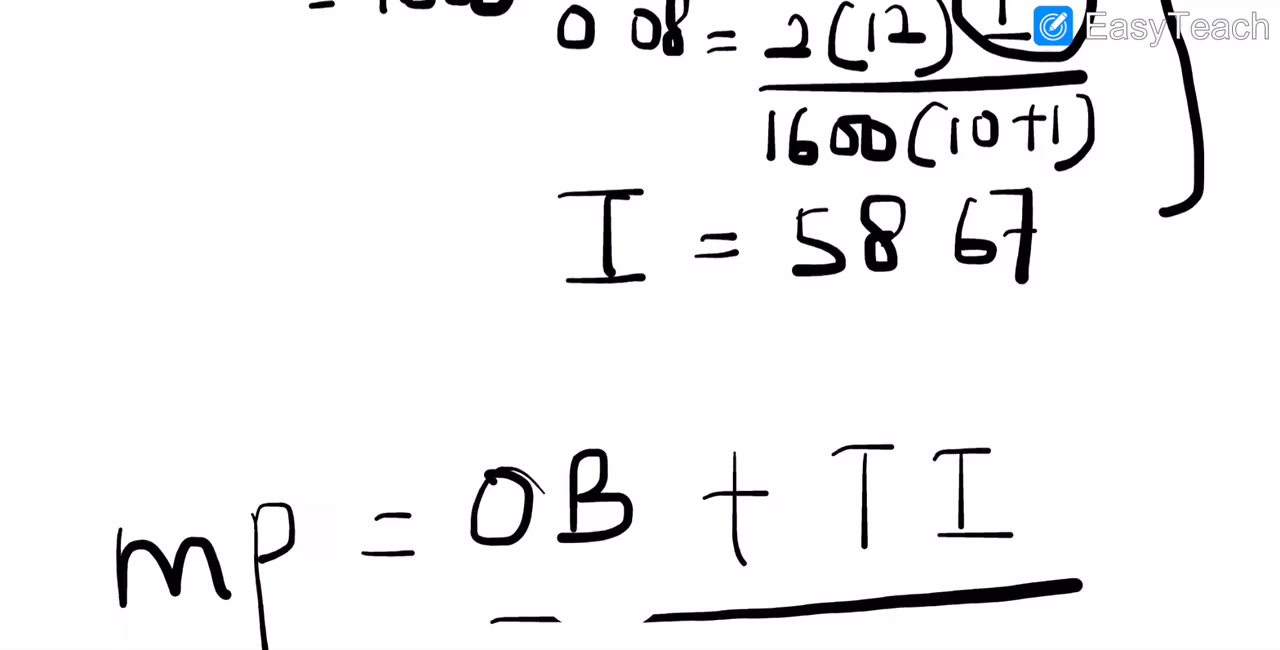 EasyTeach
0 08 = 2(12)
1600(10+1)
I = 58 67
mP = OB + TI